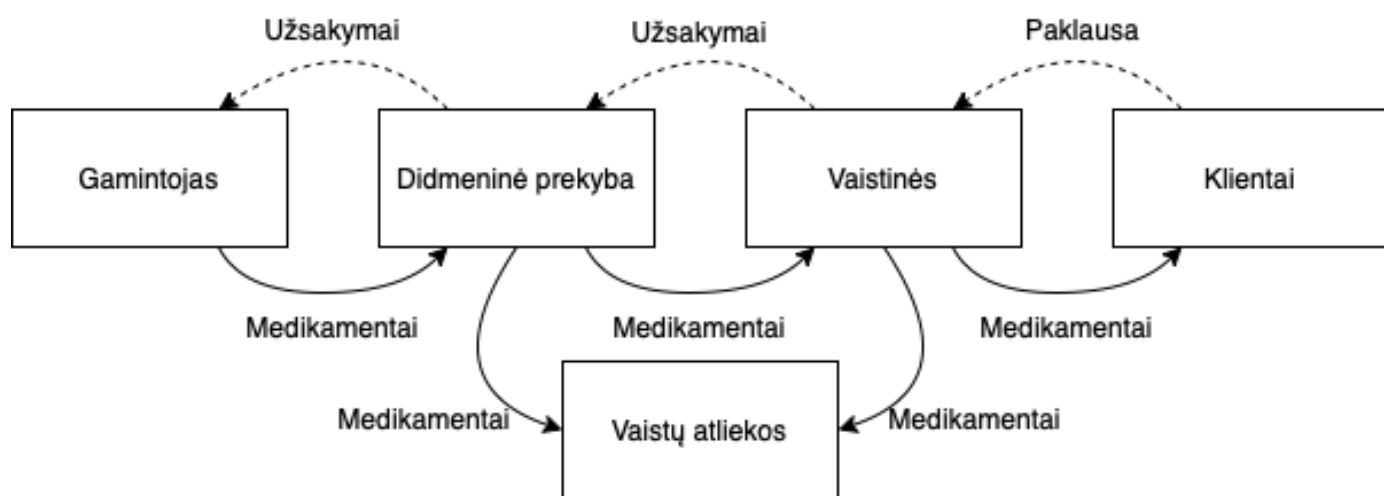 Užsakymai
Užsakymai
Paklausa
Gamintojas
Didmeninė prekyba
Vaistinės
Klientai
Medikamentai
Medikamentai
Medikamentai
Medikamentai
Vaistų atliekos
Medikamentai